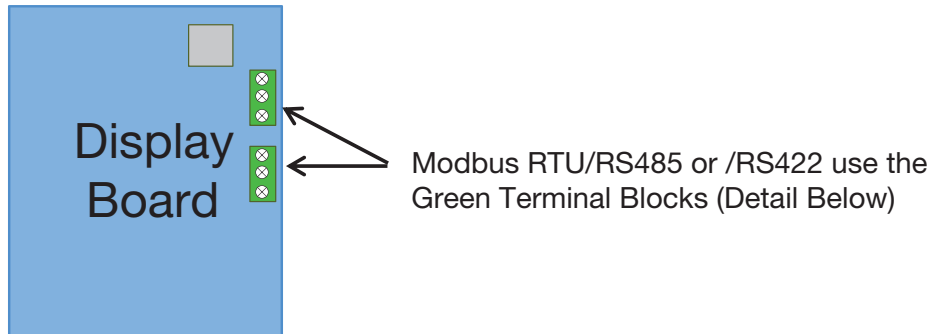 Display
Board
Modbus RTU/RS485 or /RS422 use the
Green Terminal Blocks (Detail Below)